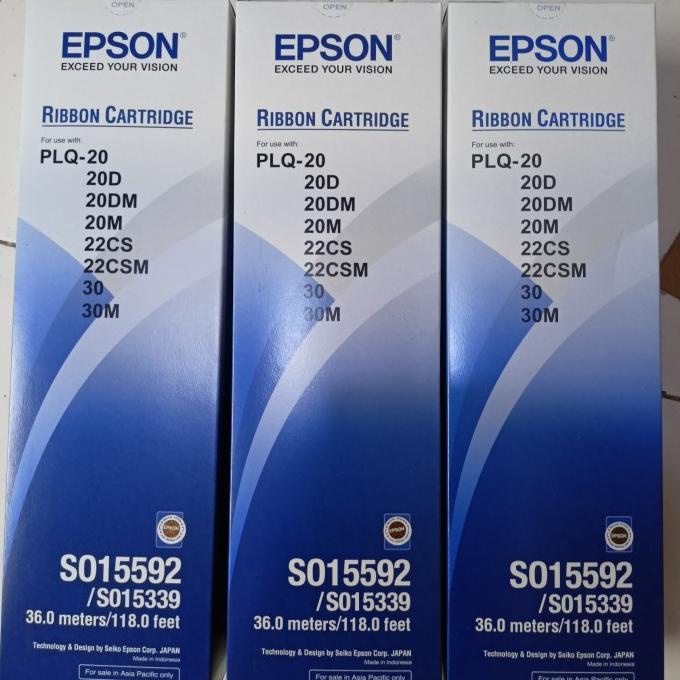 OPEN
EPSON®
EXCEED YOUR VISION
RIBBON CARTRIDGE
For use with:
PLQ-20
20D
20DM
20M
22CS
22CSM
30
30M
EPSON
S015592
/S015339
36.0 meters/118.0 feet
Technology & Design by Seiko Epson Corp. JAPAN
Made in Indonesia
For sale in Asia Pacific only
OPEN
EPSON®
EXCEED YOUR VISION
RIBBON CARTRIDGE
For use with:
PLQ-20
20D
20DM
20M
22CS
22CSM
30
30M
EPSON
S015592
/S015339
36.0 meters/118.0 feet
Technology & Design by Seiko Epson Corp. JAPAN
Made in Indonesia
For sale in Asia Pacific only
OPEN
EPSON®
EXCEED YOUR VISION
RIBBON CARTRIDGE
For use with:
PLQ-20
20D
20DM
20M
22CS
22CSM
30
30M
EPSON
S015592
/S015339
36.0 meters/118.0 feet
Technology & Design by Seiko Epson Corp. JAPAN
Made in Indonesia
For sale in Asia Pacific only